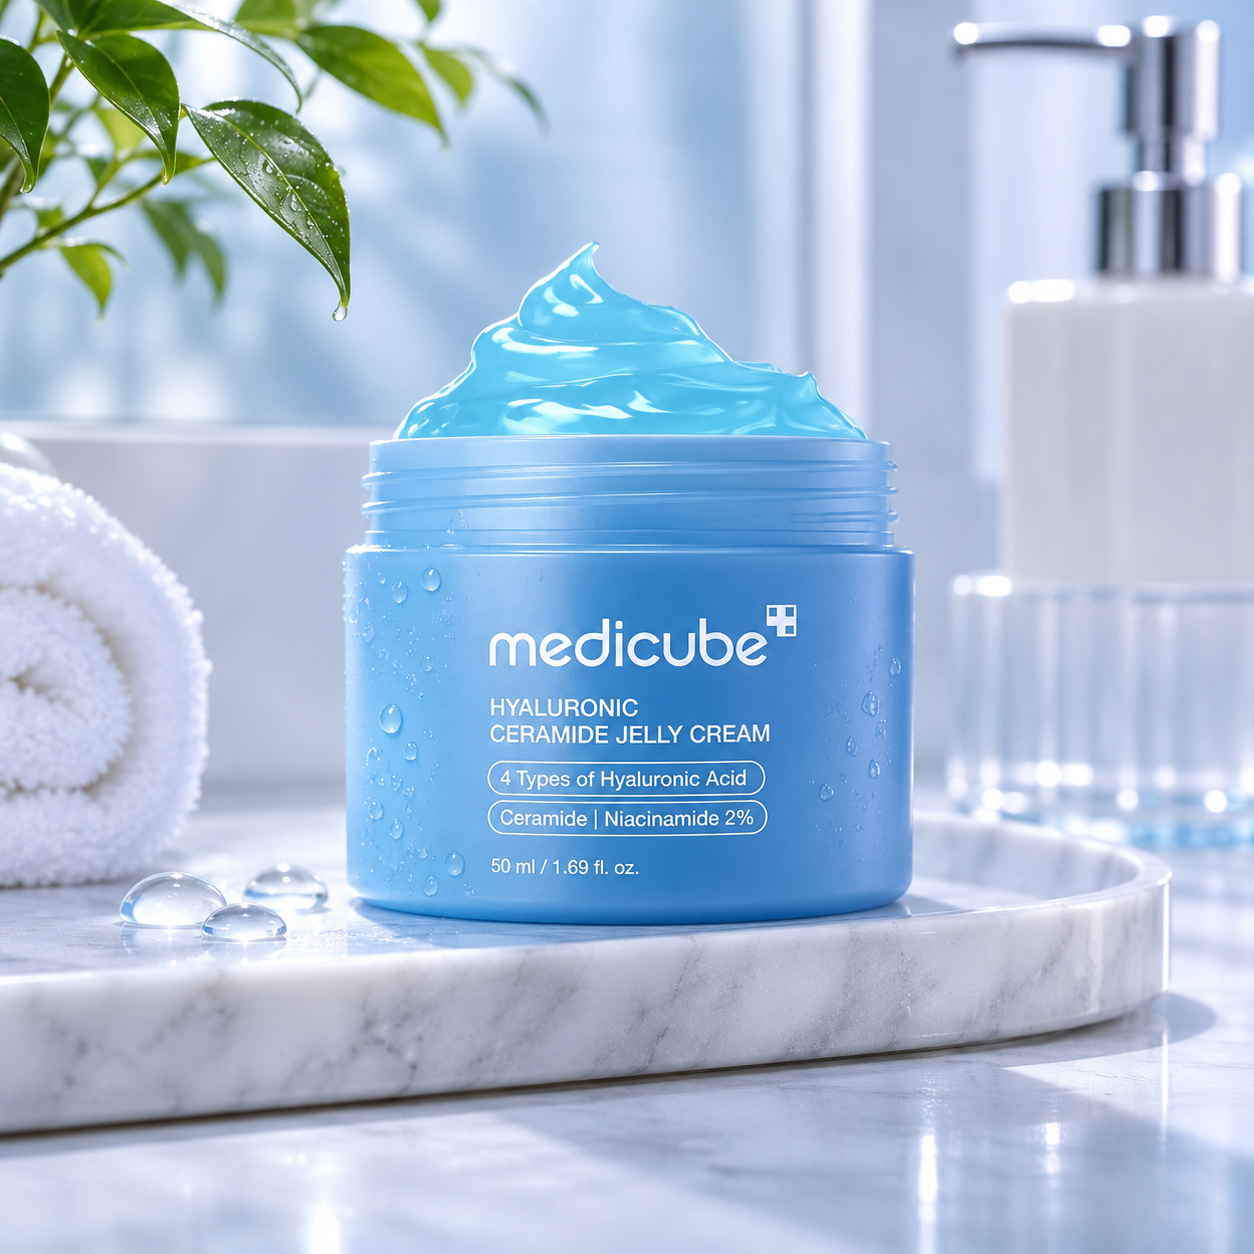 medicube
HYALURONIC
CERAMIDE JELLY CREAM
4 Types of Hyaluronic Acid
Ceramide | Niacinamide 2%
50 ml / 1.69 fl. oz.